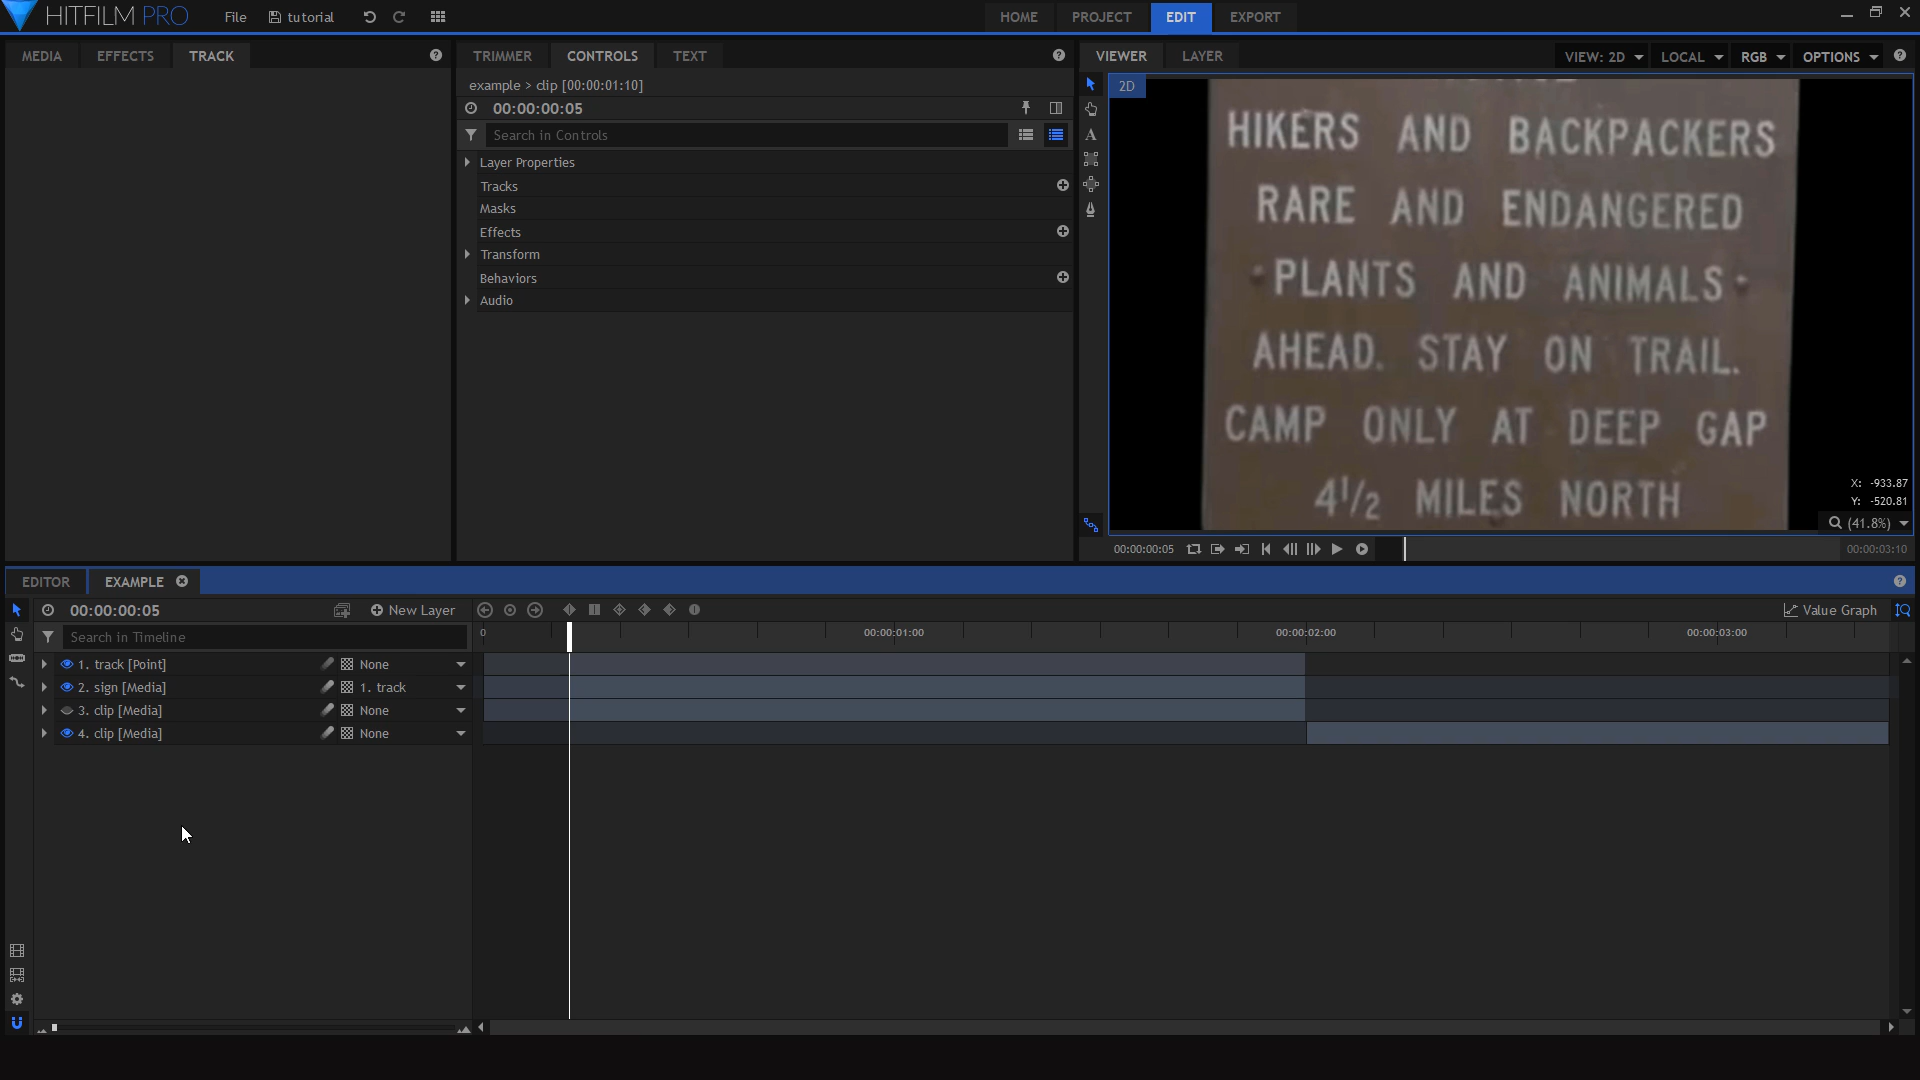 HITFILM PRO File tutorial HOME PROJECT EDIT EXPORT
MEDIA EFFECTS TRACK
TRIMMER CONTROLS TEXT
VIEWER LAYER VIEW: 2D LOCAL RGB OPTIONS
example > clip [00:00:01:10]
00:00:00:05
Search in Controls
Layer Properties
Tracks
Masks
Effects
Transform
Behaviors
Audio
2D
HIKERS AND BACKPACKERS
RARE AND ENDANGERED
PLANTS AND ANIMALS
AHEAD. STAY ON TRAIL.
CAMP ONLY AT DEEP GAP
4½ MILES NORTH
X: -933.87
Y: -520.81
(41.8%)
00:00:00:05 00:00:03:10
EDITOR EXAMPLE
00:00:00:05 New Layer Value Graph
Search in Timeline
0 00:00:01:00 00:00:02:00 00:00:03:00
1. track [Point] None
2. sign [Media] 1. track
3. clip [Media] None
4. clip [Media] None